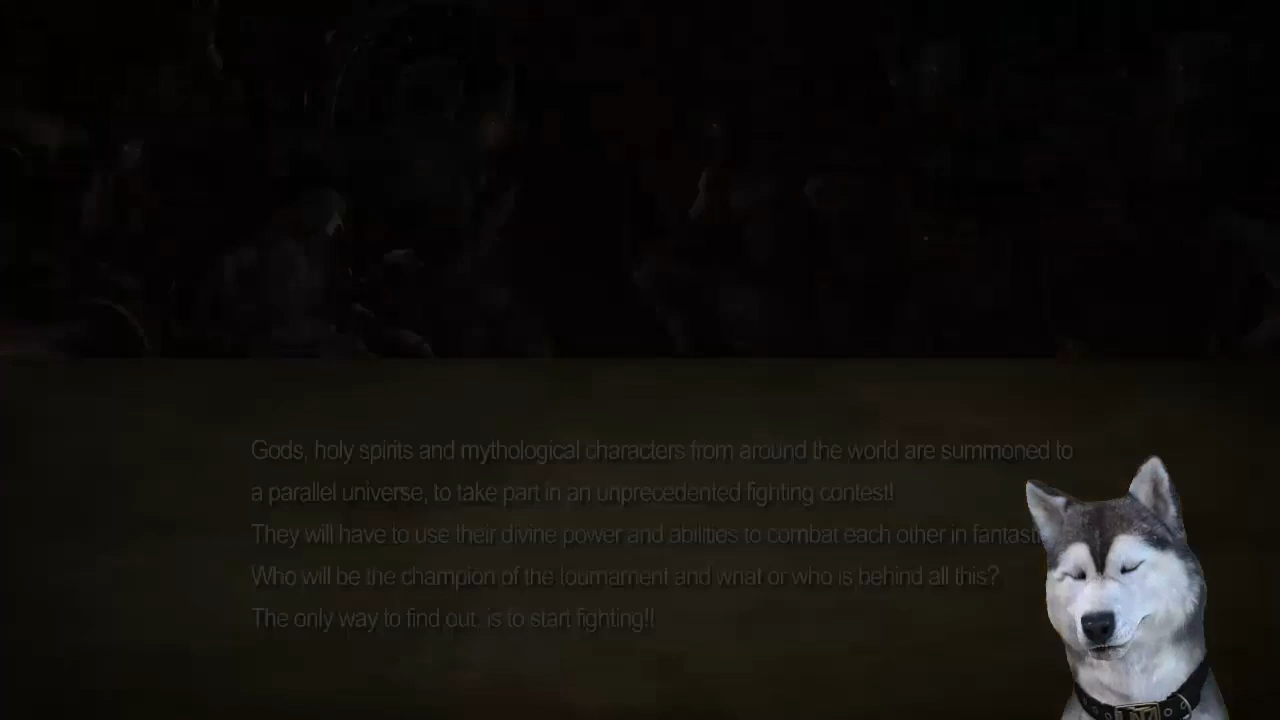 Gods, holy spirits and mythological characters from around the world are summoned to
a parallel universe, to take part in an unprecedented fighting contest!
They will have to use their divine power and abilities to combat each other in
Who will be the champion of the tournament and what or who is behind all this?
The only way to find out, is to start fighting!!